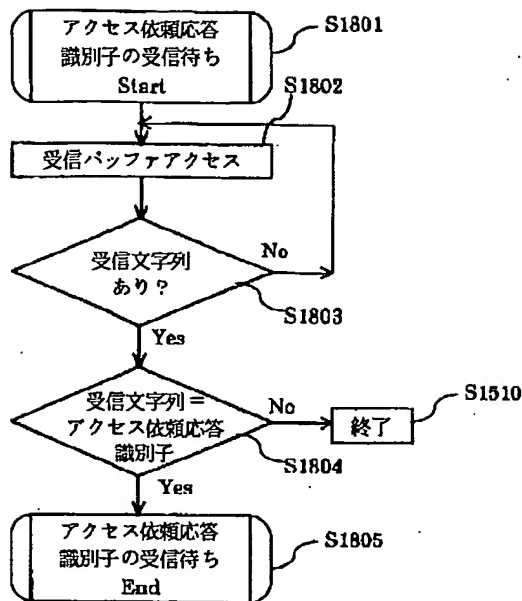 アクセス依頼応答
識別子の受信待ち
Start
S1801
S1802
受信バッファアクセス
受信文字列
あり?
No
S1803
Yes
受信文字列=
アクセス依頼応答
識別子
No
終了
S1510
S1804
Yes
アクセス依頼応答
識別子の受信待ち
End
S1805